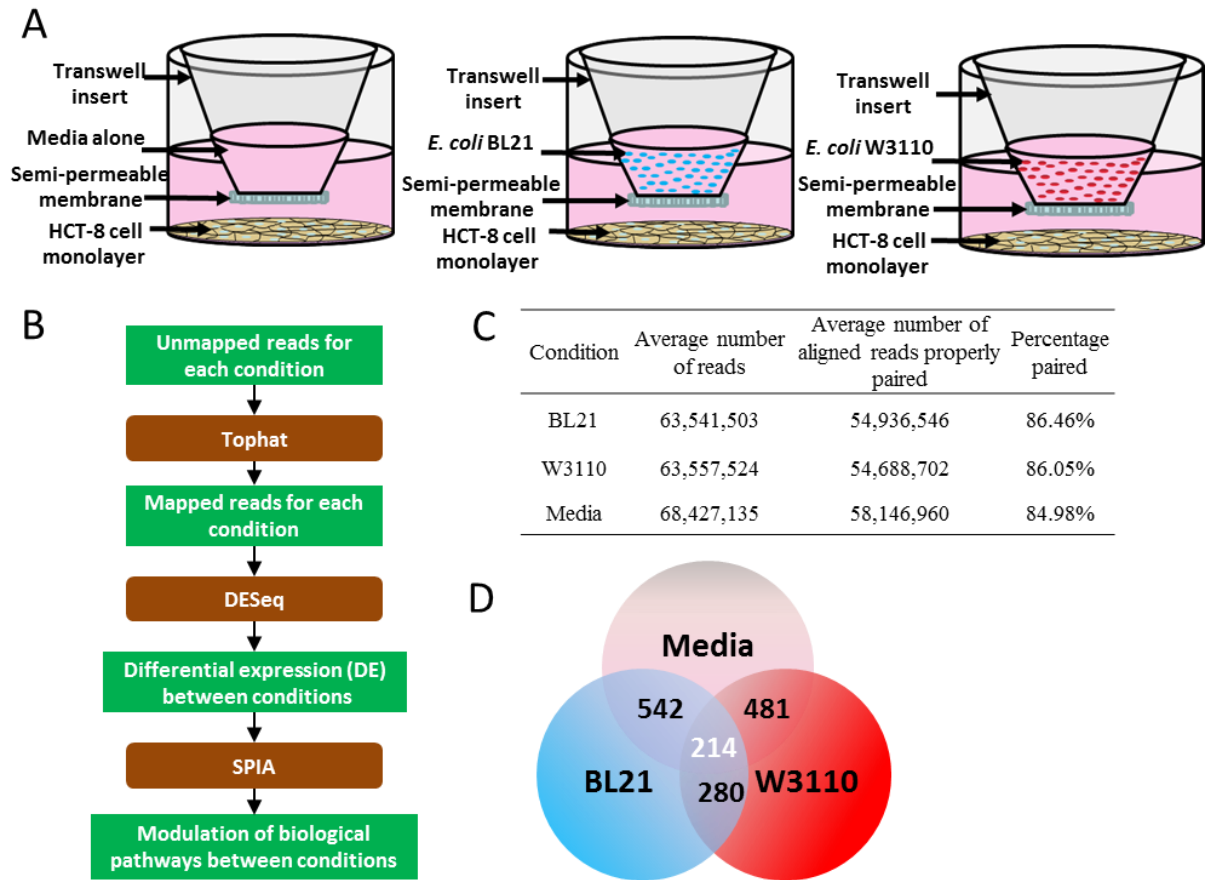 A
Transwell
insert
Media alone
Semi-permeable
membrane
HCT-8 cell
monolayer
Transwell
insert
E. coli BL21
Semi-permeable
membrane
HCT-8 cell
monolayer
Transwell
insert
E. coli W3110
Semi-permeable
membrane
HCT-8 cell
monolayer
B
Unmapped reads for
each condition
Tophat
Mapped reads for each
condition
DESeq
Differential expression (DE)
between conditions
SPIA
Modulation of biological
pathways between conditions
C
Condition
Average number
of reads
Average number of
aligned reads properly
paired
Percentage
paired
BL21 63,541,503 54,936,546 86.46%
W3110 63,557,524 54,688,702 86.05%
Media 68,427,135 58,146,960 84.98%
D
Media
542 481
214
BL21 280 W3110